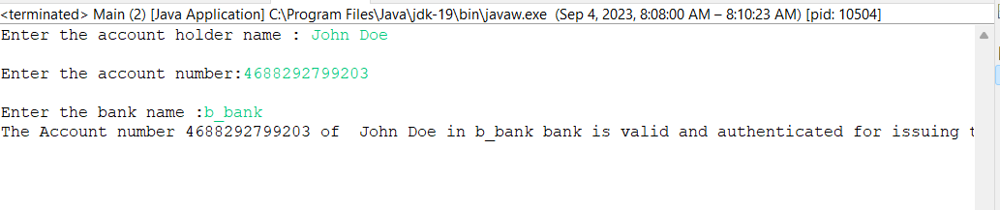 <terminated> Main (2) [Java Application] C:\Program Files\Java\jdk-19\bin\javaw.exe  (Sep 4, 2023, 8:08:00 AM – 8:10:23 AM) [pid: 10504]
Enter the account holder name : John Doe
Enter the account number:4688292799203
Enter the bank name :b_bank
The Account number 4688292799203 of  John Doe in b_bank bank is valid and authenticated for issuing